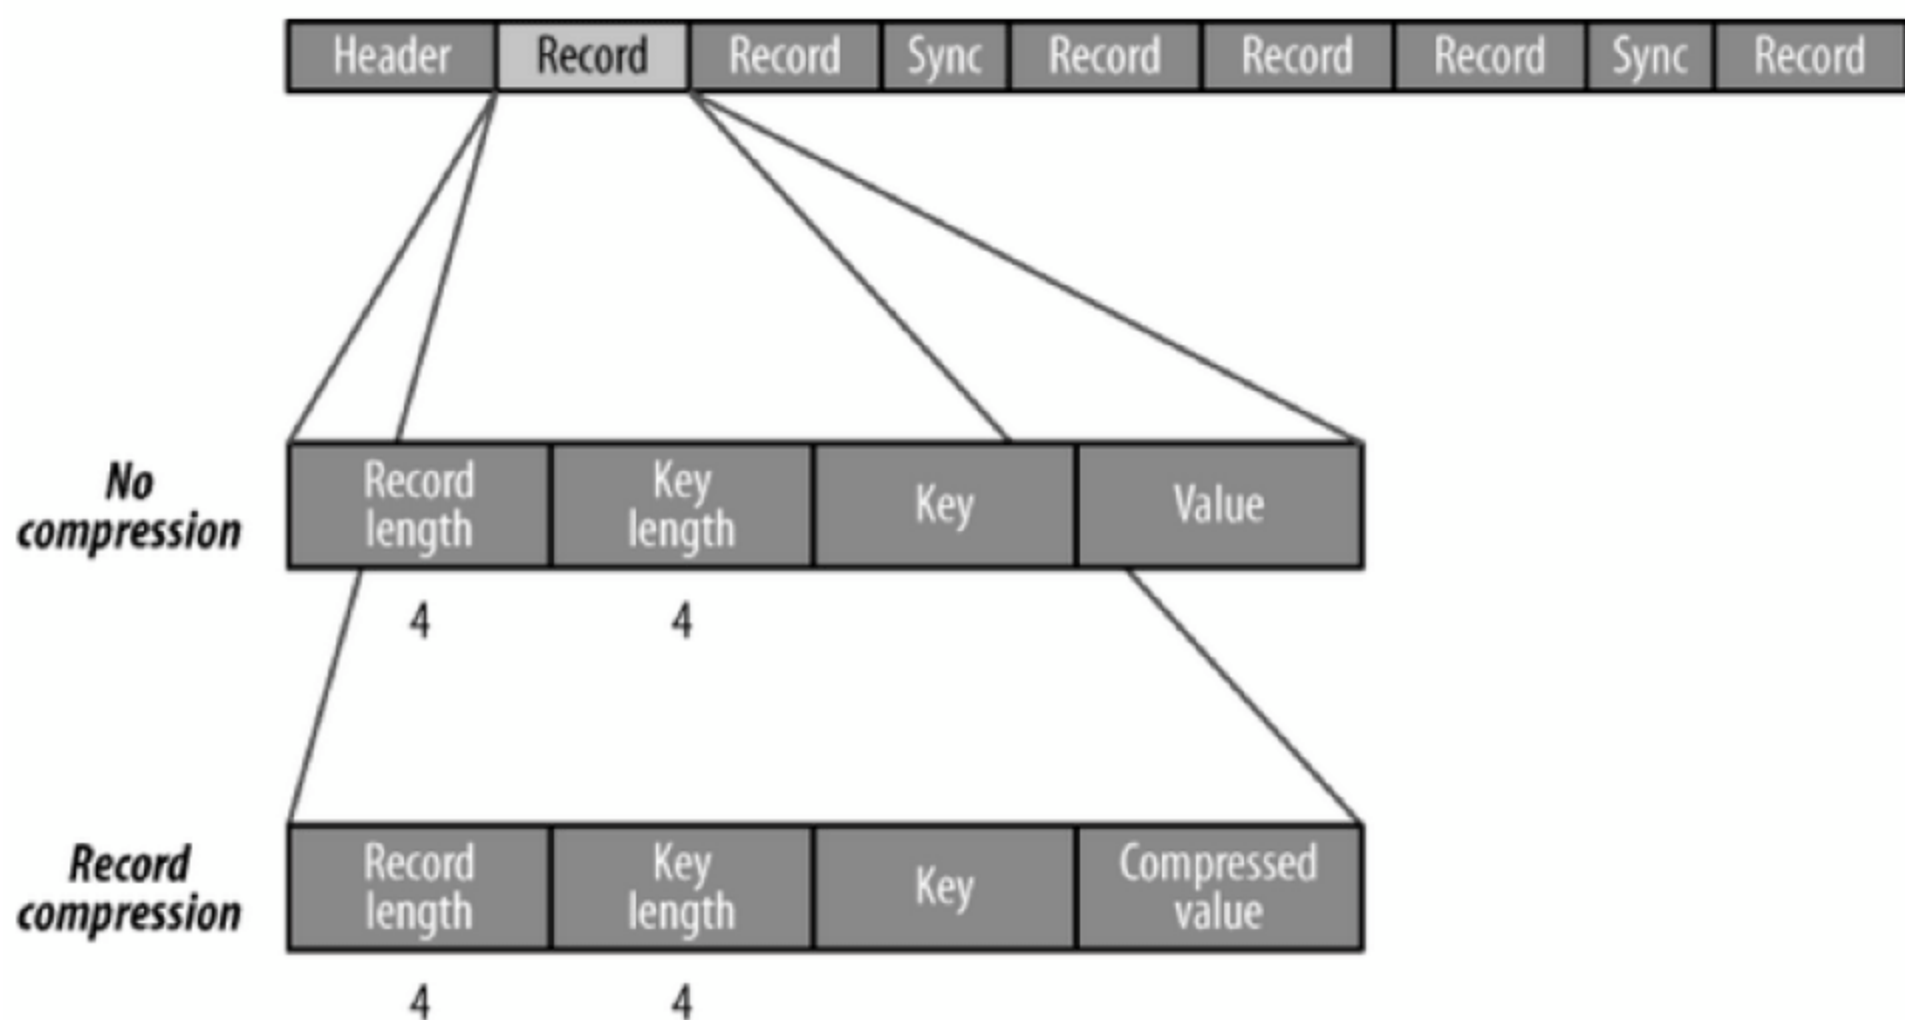 Header Record Record Sync Record Record Record Sync Record
No
compression
Record
length
Key
length
Key
Value
4 4
Record
compression
Record
length
Key
length
Key
Compressed
value
4 4